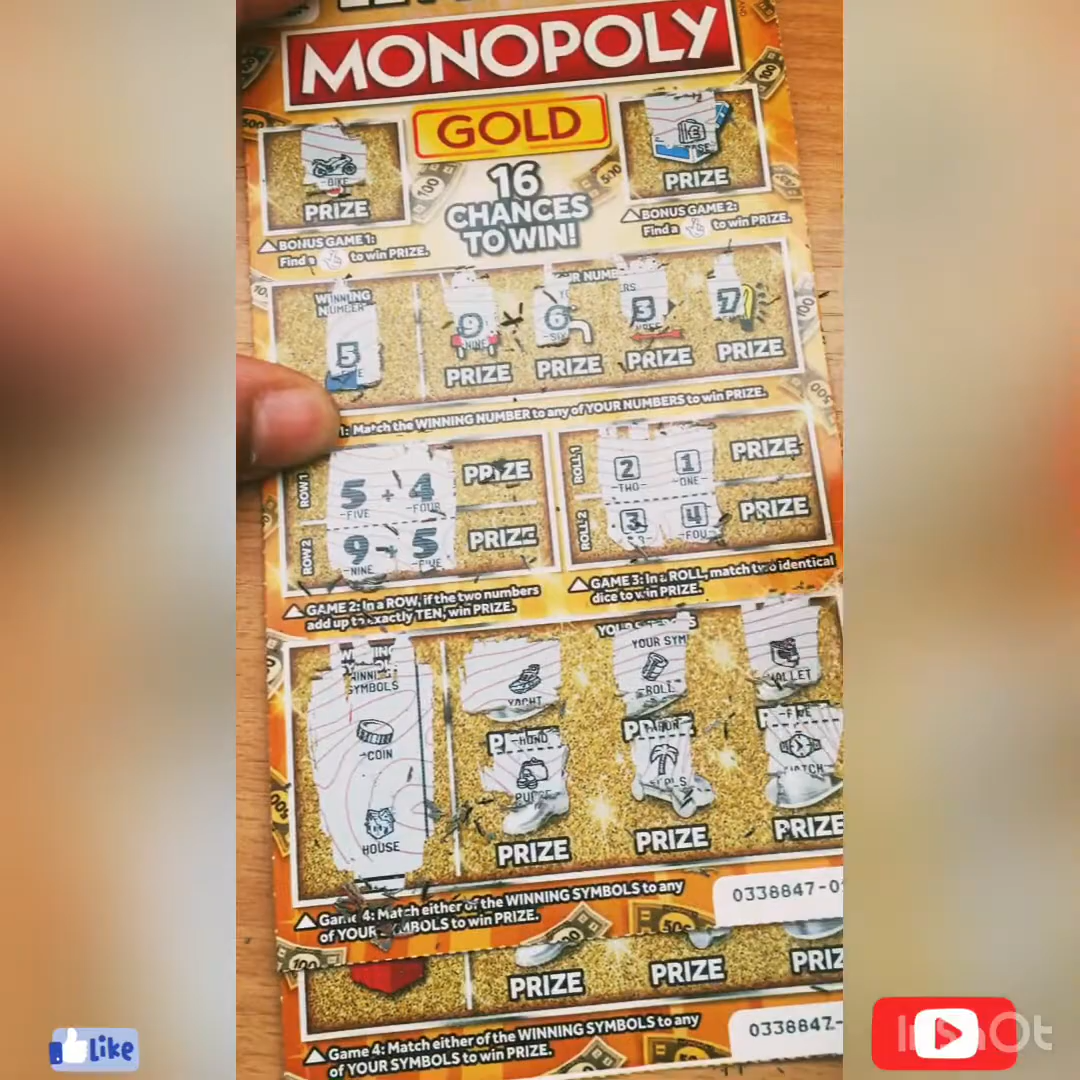 MONOPOLY
GOLD
16
CHANCES
TO WIN!
BIKE
PRIZE
PRIZE
BONUS GAME 1:
Find a to win PRIZE.
BONUS GAME 2:
Find a to win PRIZE.
WINNING
NUMBER
5
9
NINE
PRIZE
6
SIX
PRIZE
3
PRIZE
7
PRIZE
1: Match the WINNING NUMBER to any of YOUR NUMBERS to win PRIZE.
ROW 1
5 + 4
FIVE FOUR
PRIZE
ROW 2
9 + 5
NINE FIVE
PRIZE
ROLL 1
2 1
TWO ONE
PRIZE
ROLL 2
3 4
PRIZE
GAME 2: In a ROW, if the two numbers
add up to exactly TEN, win PRIZE.
GAME 3: In a ROLL, match two identical
dice to win PRIZE.
SYMBOLS
COIN
HOUSE
YACHT
YOUR SYM
ROLL
WALLET
PRIZE
PRIZE
PRIZE
Game 4: Match either of the WINNING SYMBOLS to any
of YOUR SYMBOLS to win PRIZE.
0338847-0
PRIZE
PRIZE
PRIZ
Game 4: Match either of the WINNING SYMBOLS to any
of YOUR SYMBOLS to win PRIZE.
0338847-
Like
InShOt